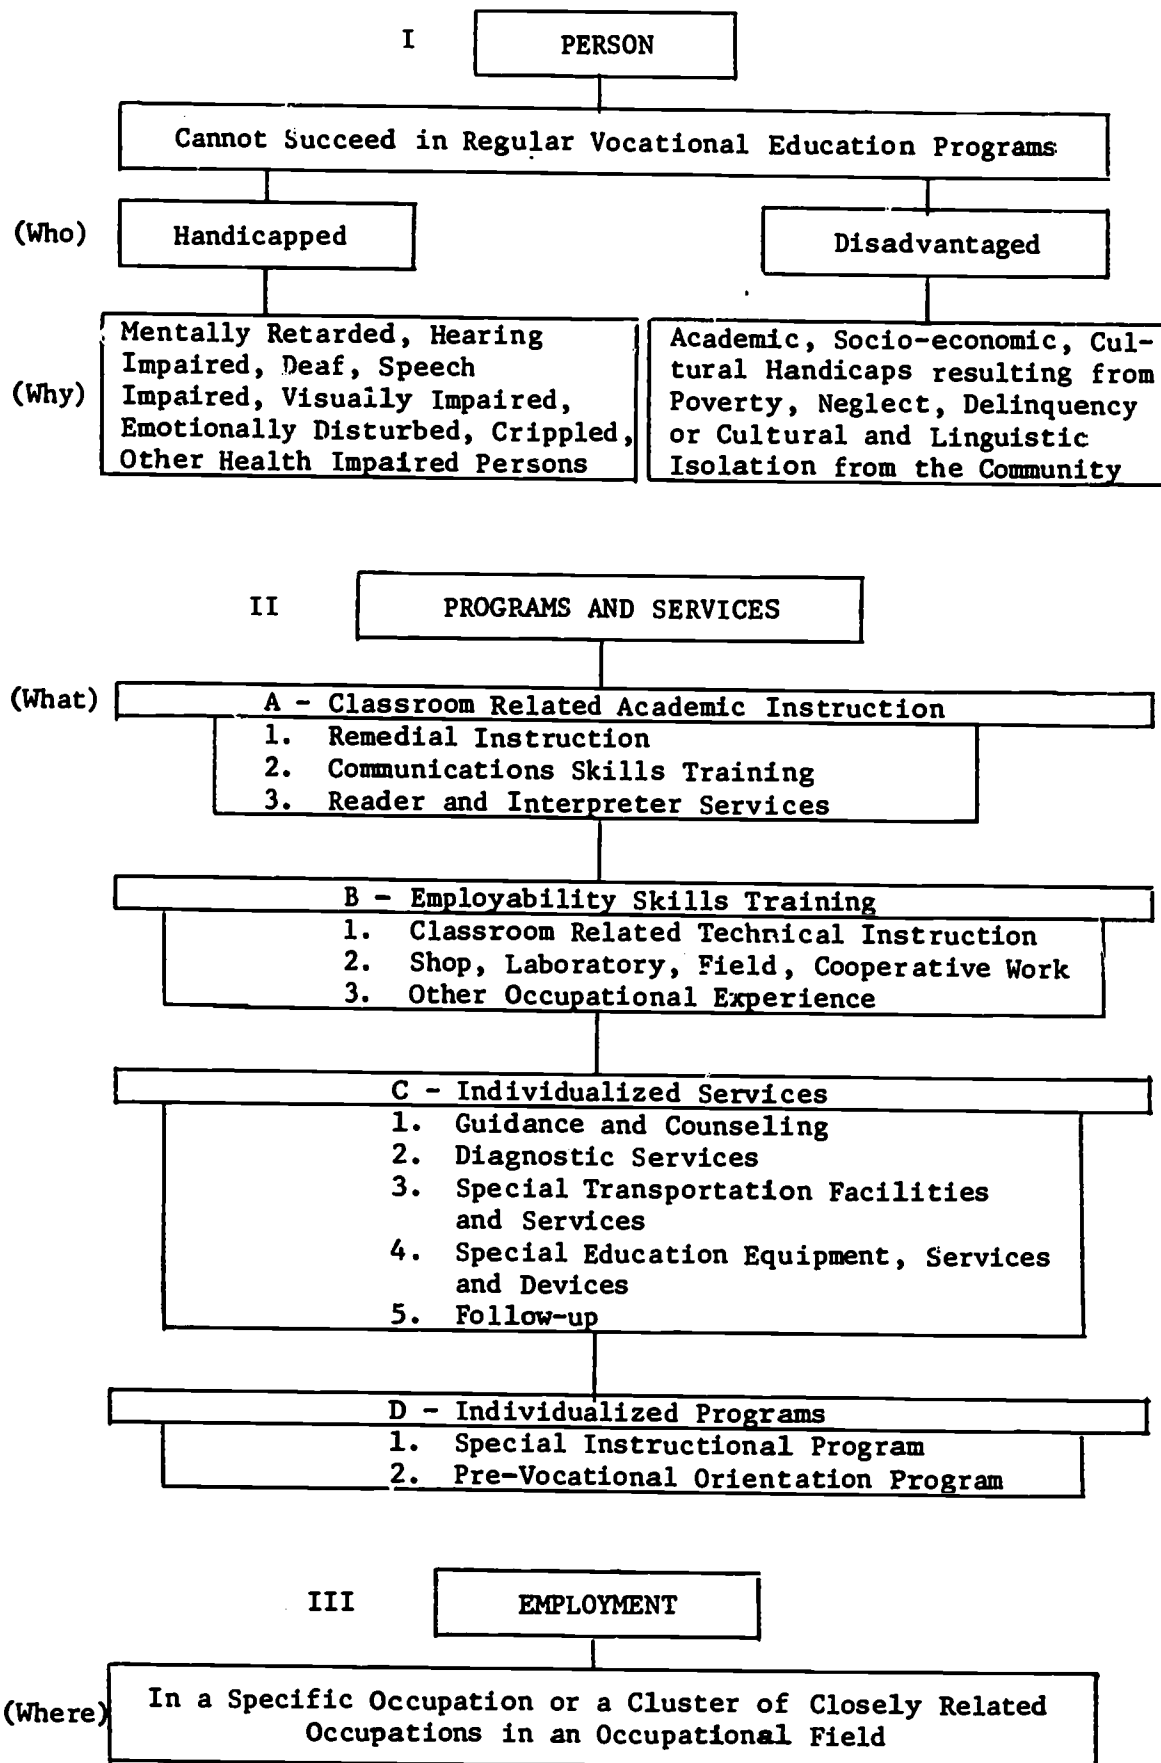 I PERSON
Cannot Succeed in Regular Vocational Education Programs
(Who) Handicapped Disadvantaged
(Why)
Mentally Retarded, Hearing
Impaired, Deaf, Speech
Impaired, Visually Impaired,
Emotionally Disturbed, Crippled,
Other Health Impaired Persons
Academic, Socio-economic, Cul-
tural Handicaps resulting from
Poverty, Neglect, Delinquency
or Cultural and Linguistic
Isolation from the Community
II PROGRAMS AND SERVICES
(What) A - Classroom Related Academic Instruction
1. Remedial Instruction
2. Communications Skills Training
3. Reader and Interpreter Services
B - Employability Skills Training
1. Classroom Related Technical Instruction
2. Shop, Laboratory, Field, Cooperative Work
3. Other Occupational Experience
C - Individualized Services
1. Guidance and Counseling
2. Diagnostic Services
3. Special Transportation Facilities
and Services
4. Special Education Equipment, Services
and Devices
5. Follow-up
D - Individualized Programs
1. Special Instructional Program
2. Pre-Vocational Orientation Program
III EMPLOYMENT
(Where)
In a Specific Occupation or a Cluster of Closely Related
Occupations in an Occupational Field